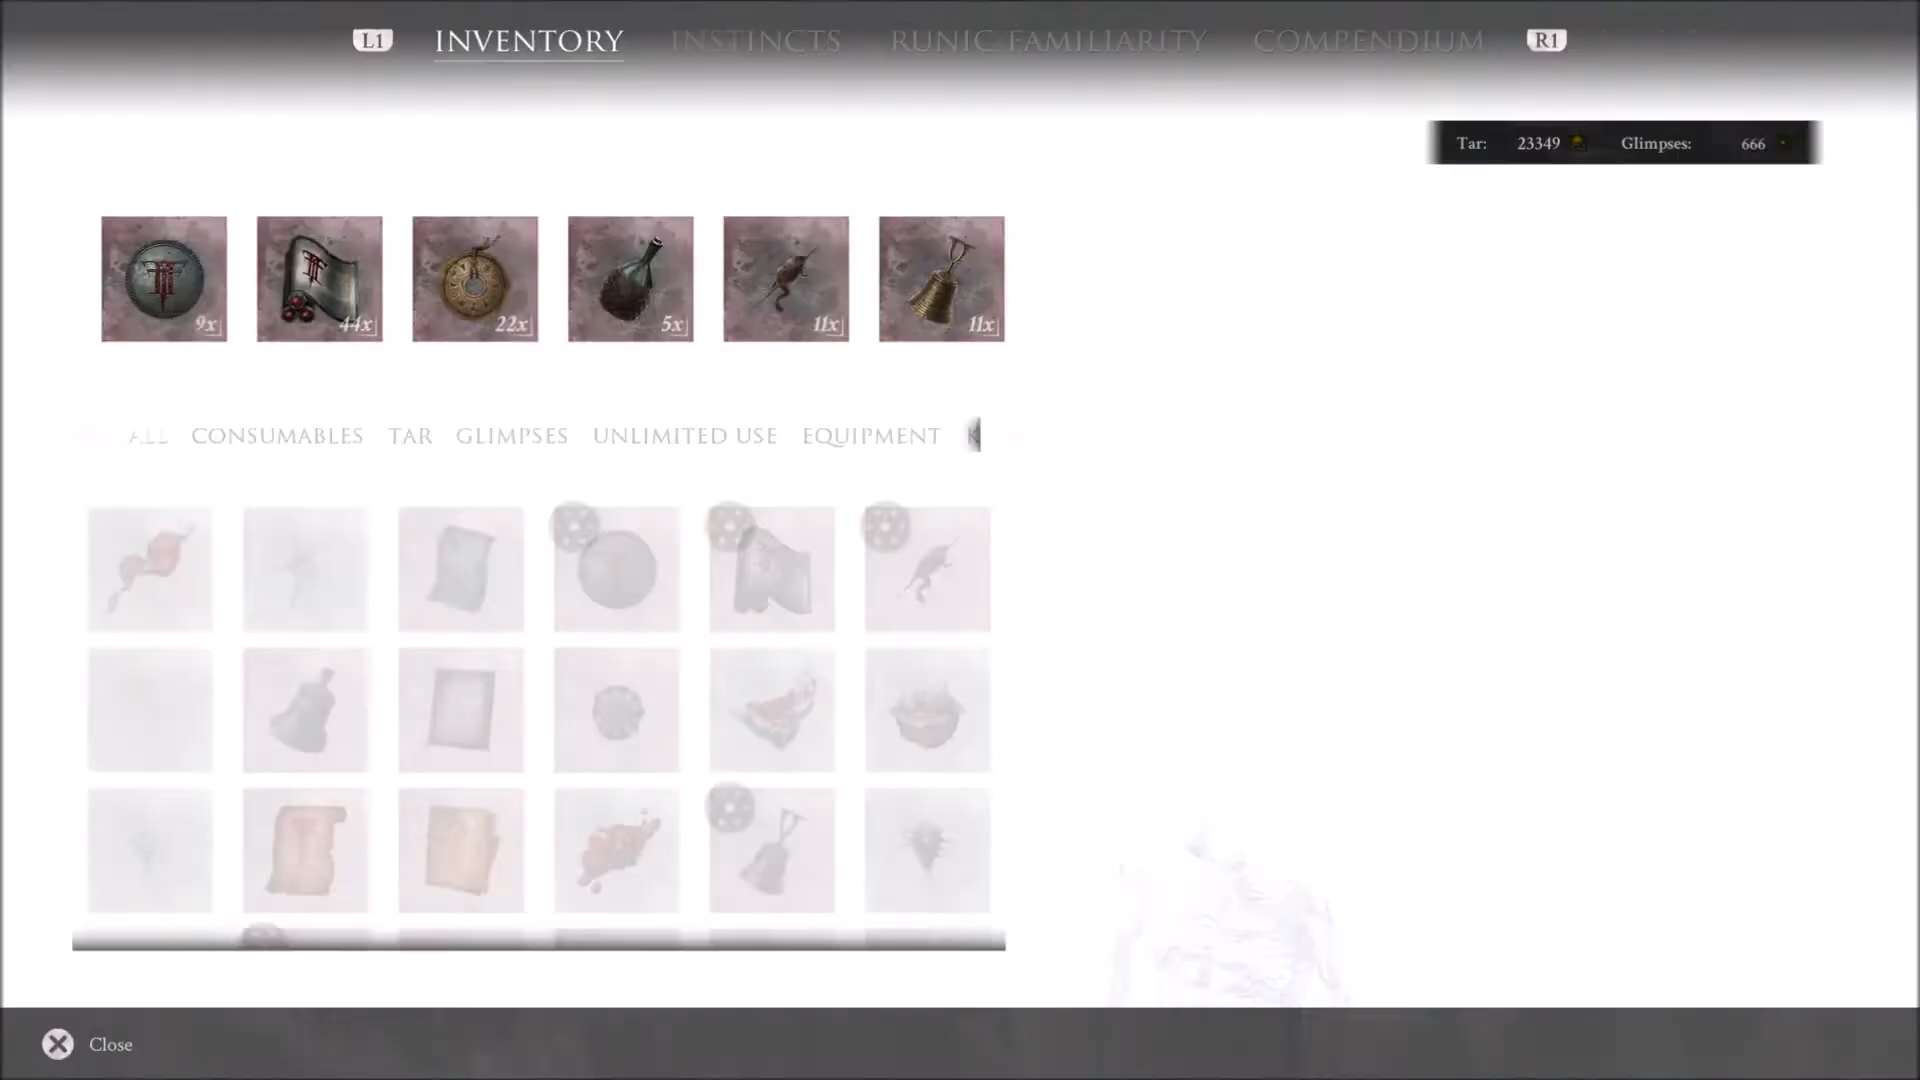 L1 INVENTORY INSTINCTS RUNIC FAMILIARITY COMPENDIUM R1
Tar: 23349 Glimpses: 666
9x 44x 22x 5x 11x 11x
ALL CONSUMABLES TAR GLIMPSES UNLIMITED USE EQUIPMENT K
Close